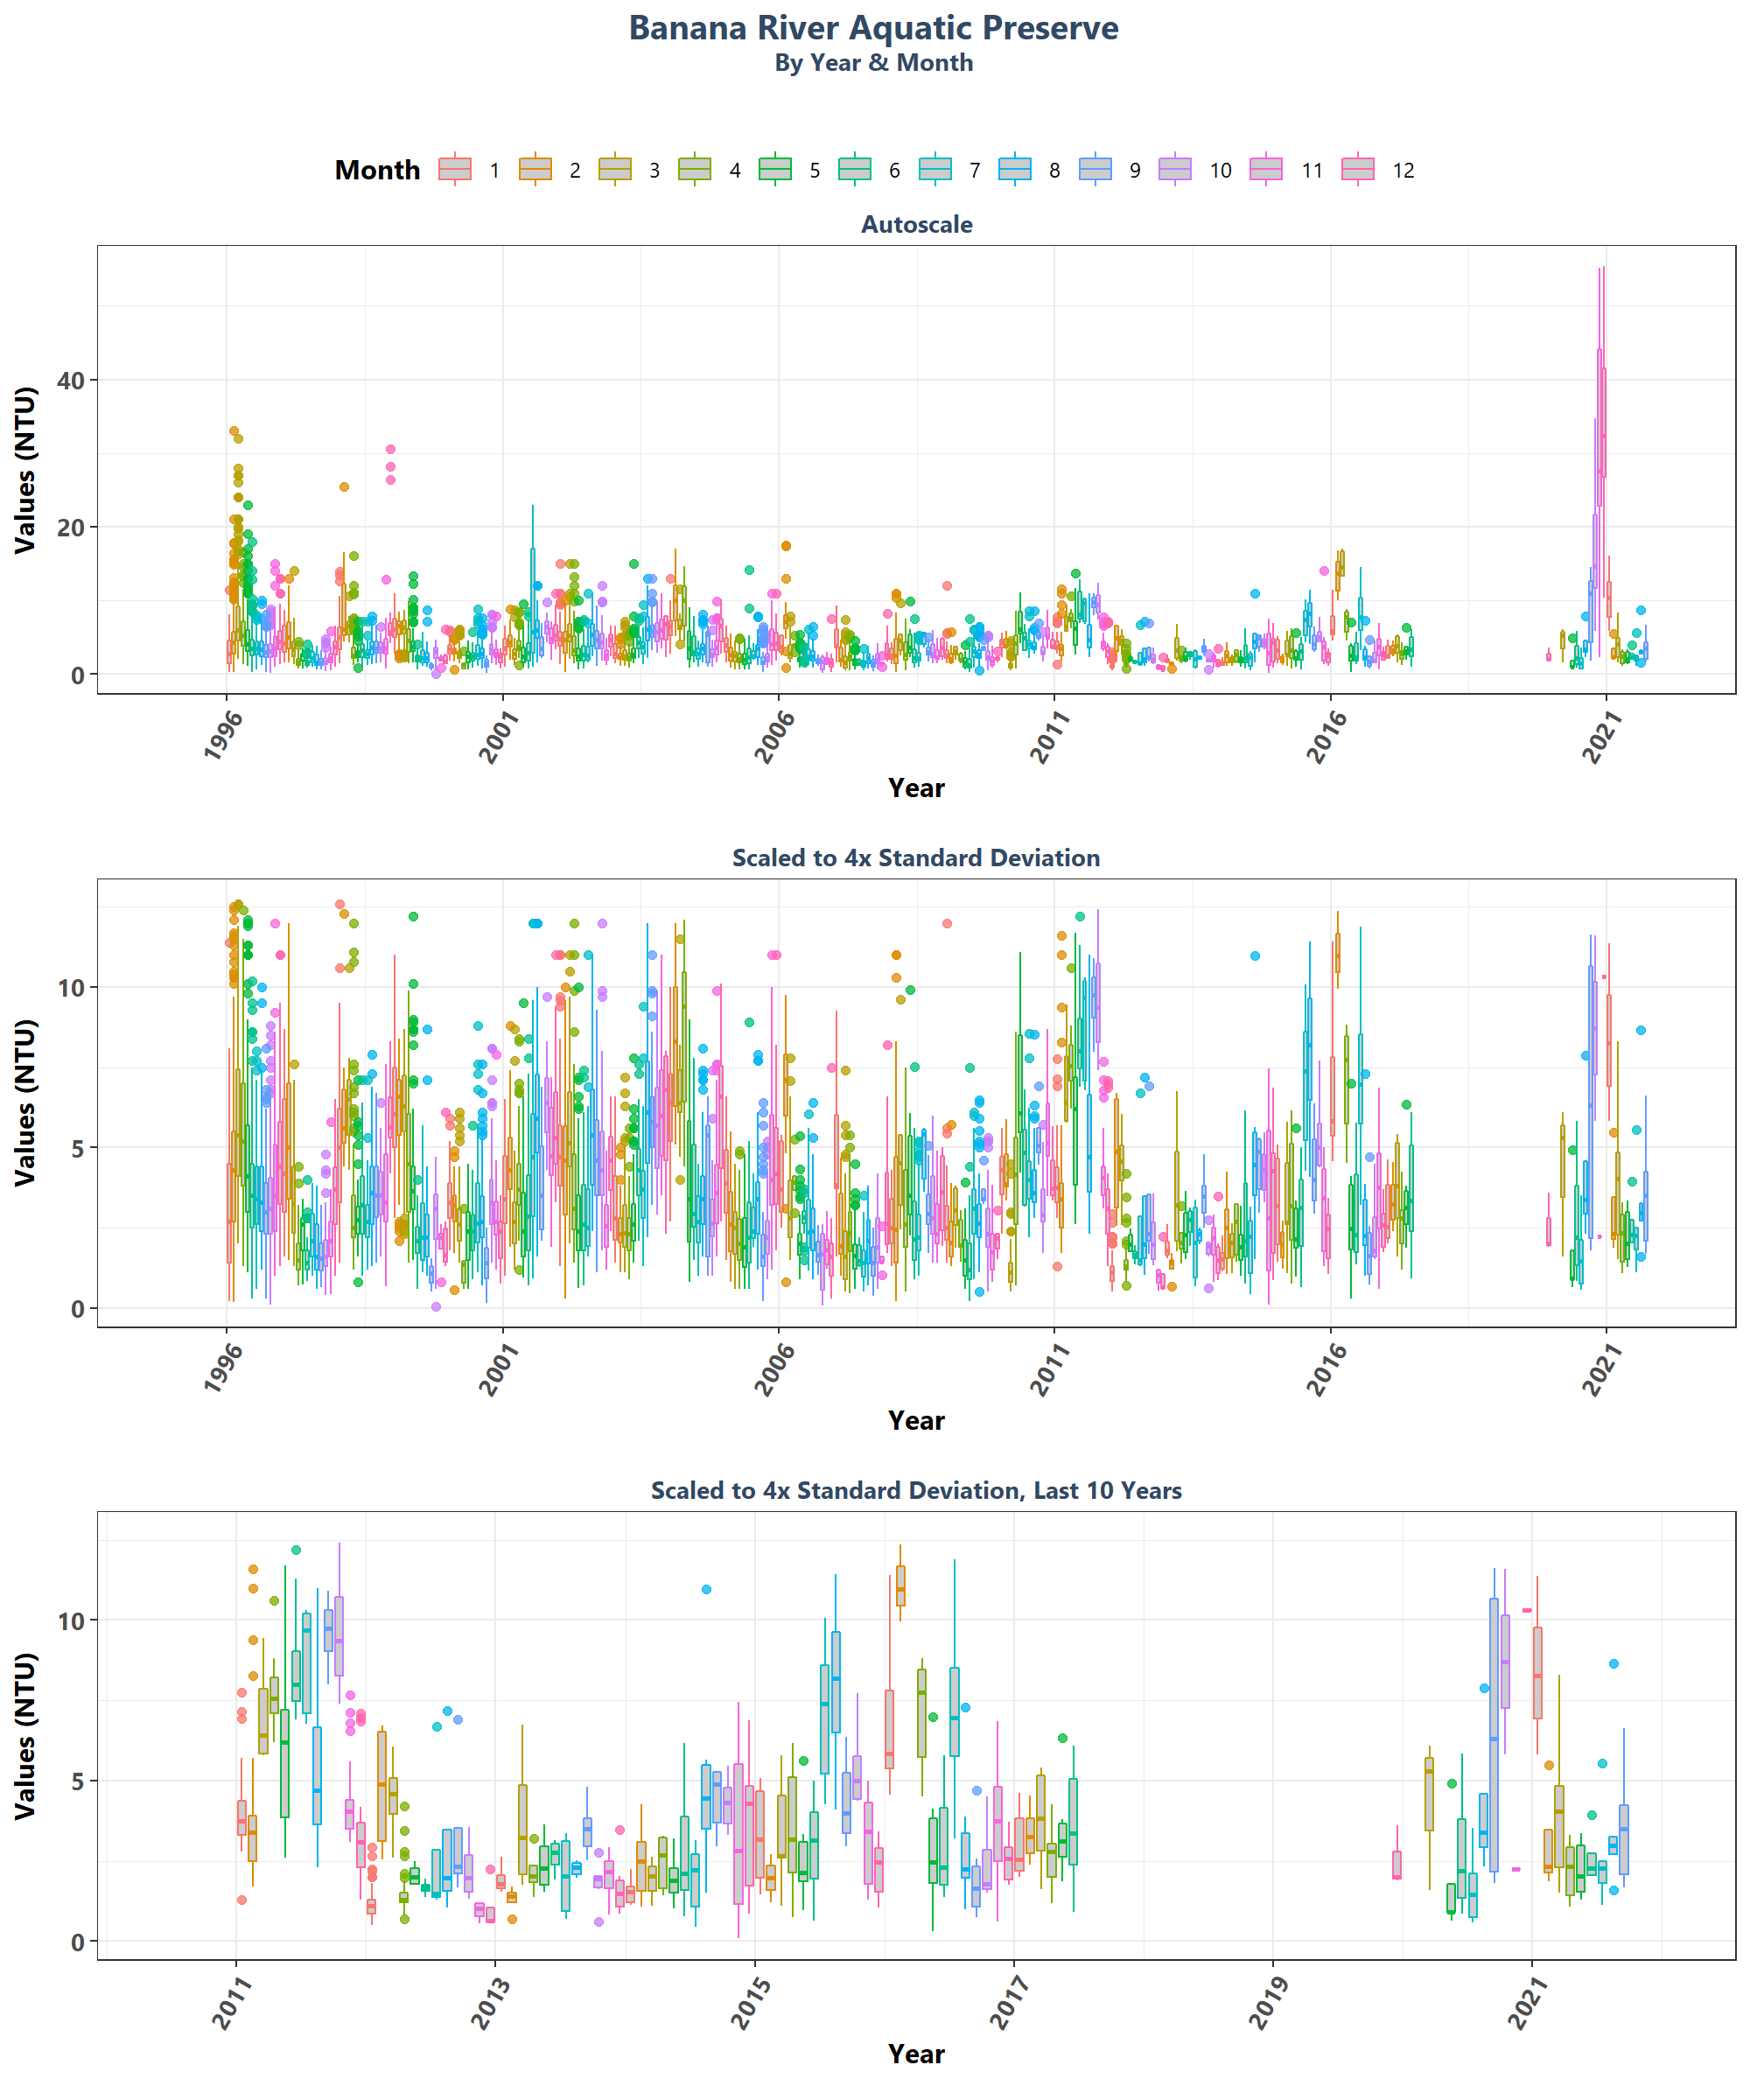 Banana River Aquatic Preserve
By Year & Month
Month 1 2 3 4 5 6 7 8 9 10 11 12
Autoscale
Values (NTU)
40
20
0
1996 2001 2006 2011 2016 2021
Year
Scaled to 4x Standard Deviation
Values (NTU)
10
5
0
1996 2001 2006 2011 2016 2021
Year
Scaled to 4x Standard Deviation, Last 10 Years
Values (NTU)
10
5
0
2011 2013 2015 2017 2019 2021
Year